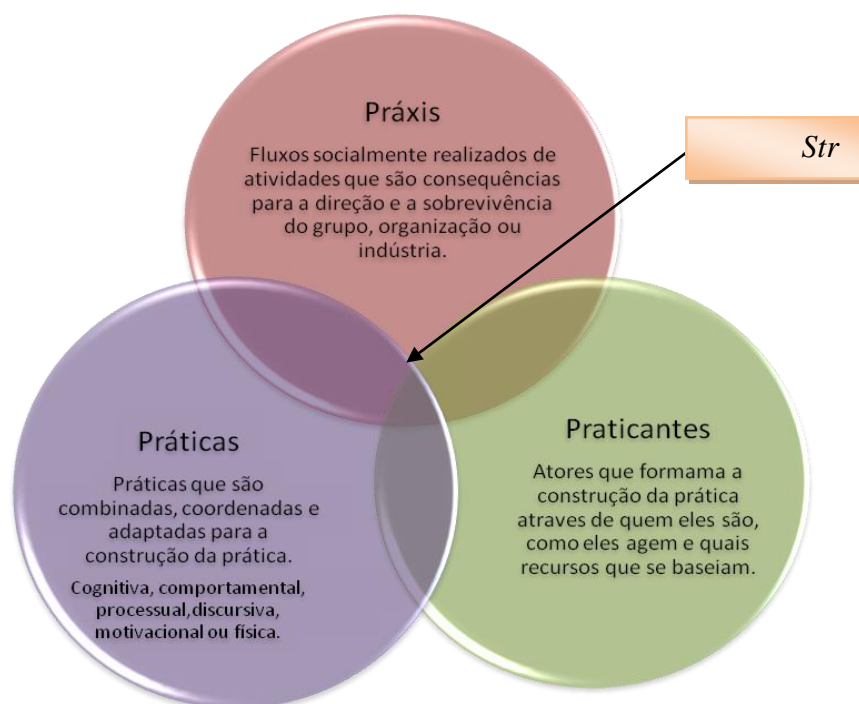 Práxis
Fluxos socialmente realizados de
atividades que são consequências
para a direção e a sobrevivência
do grupo, organização ou
indústria.
Str
Práticas
Práticas que são
combinadas, coordenadas e
adaptadas para a
construção da prática.
Cognitiva, comportamental,
processual,discursiva,
motivacional ou física.
Praticantes
Atores que formama a
construção da prática
atraves de quem eles são,
como eles agem e quais
recursos que se baseiam.